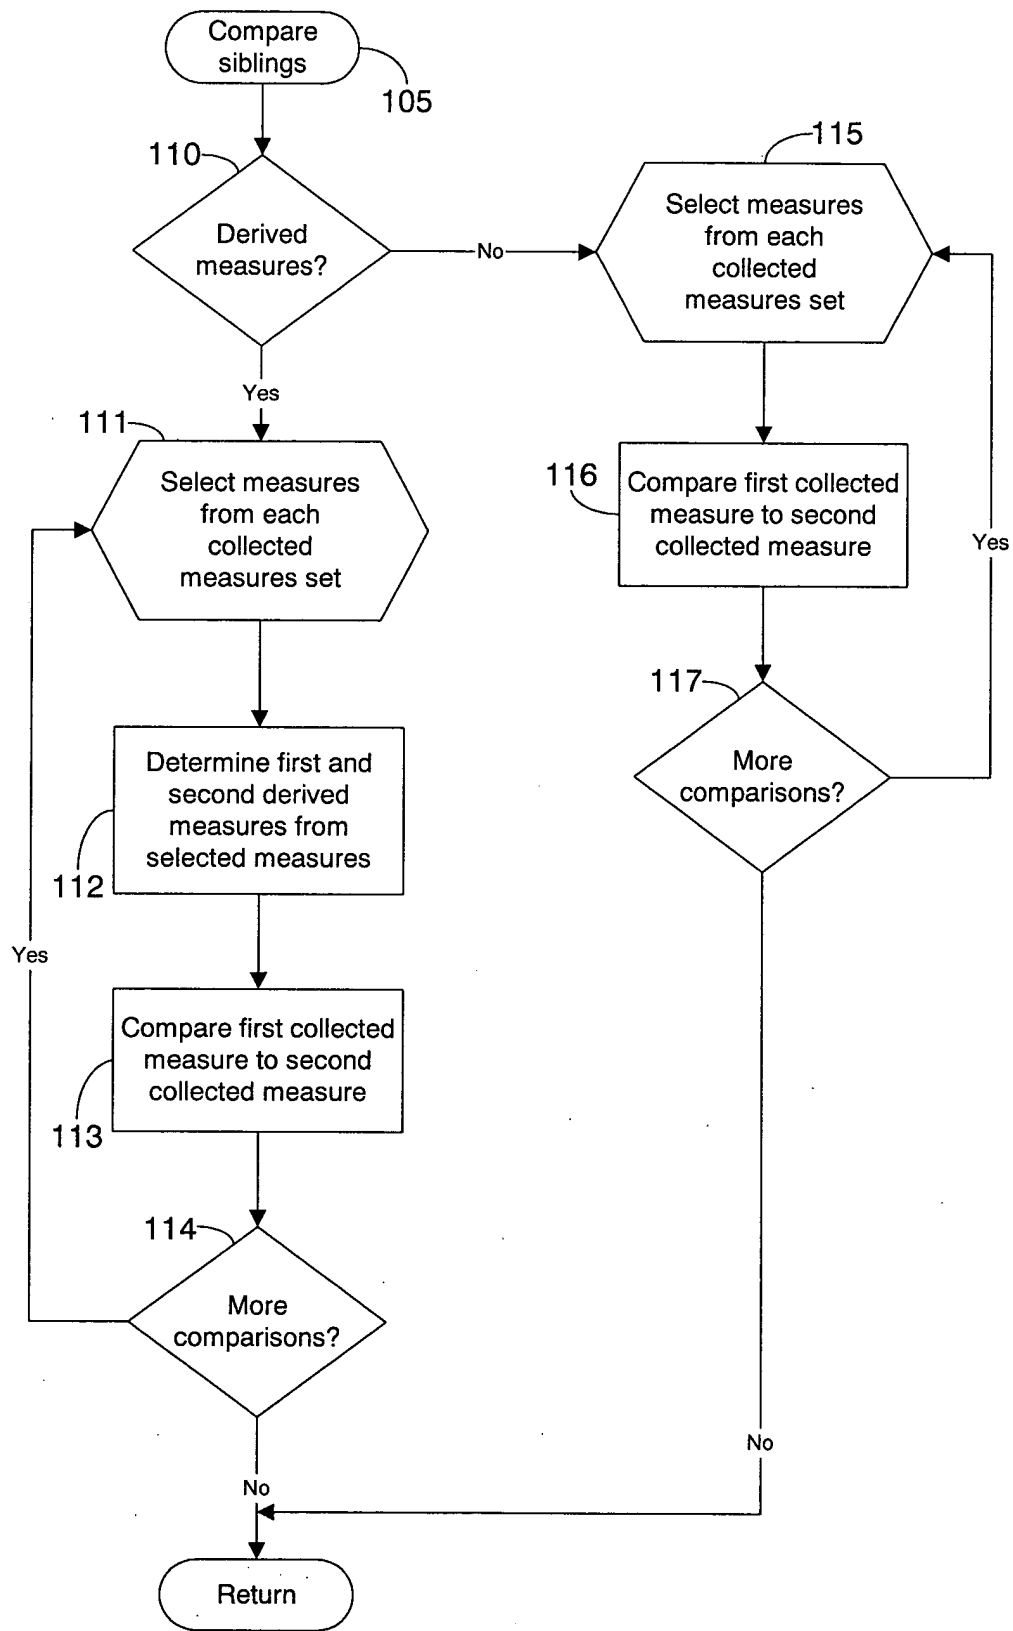 Compare
siblings
105
110
Derived
measures?
No
Yes
111
Select measures
from each
collected
measures set
112
Determine first and
second derived
measures from
selected measures
113
Compare first collected
measure to second
collected measure
114
More
comparisons?
Yes
No
115
Select measures
from each
collected
measures set
116
Compare first collected
measure to second
collected measure
117
More
comparisons?
Yes
No
Return